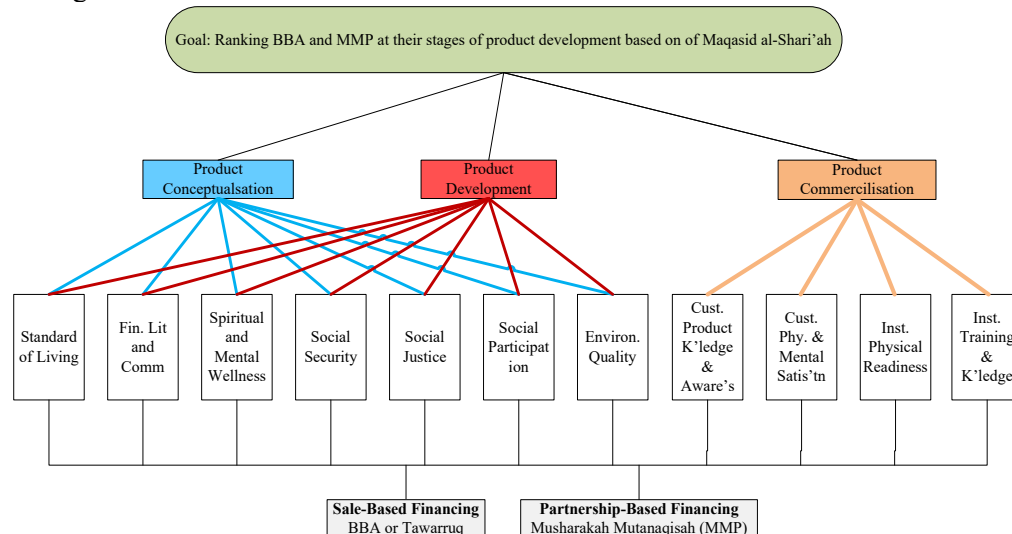 Goal: Ranking BBA and MMP at their stages of product development based on of Maqasid al-Shari’ah
Product
Conceptualsation
Product
Development
Product
Commercilisation
Standard
of Living
Fin. Lit
and
Comm
Spiritual
and
Mental
Wellness
Social
Security
Social
Justice
Social
Participat
ion
Environ.
Quality
Cust.
Product
K’ledge
&
Aware’s
Cust.
Phy. &
Mental
Satis’tn
Inst.
Physical
Readiness
Inst.
Training
&
K’ledge
Sale-Based Financing
BBA or Tawarruq
Partnership-Based Financing
Musharakah Mutanaqisah (MMP)